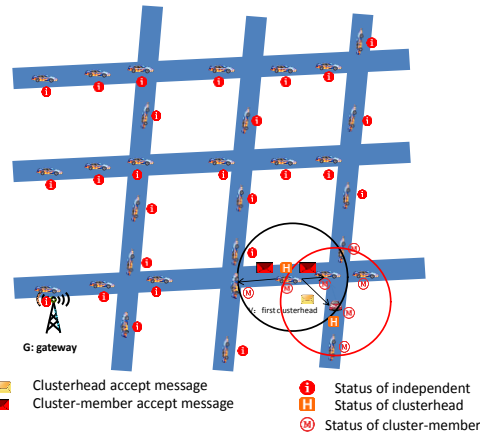 i
i i i i i i
i i i
i i i i i i
i i i
i i M
H
i i i M M M M
first clusterhead M
H
i
G: gateway
i M
Clusterhead accept message
Cluster-member accept message
i Status of independent
H Status of clusterhead
M Status of cluster-member